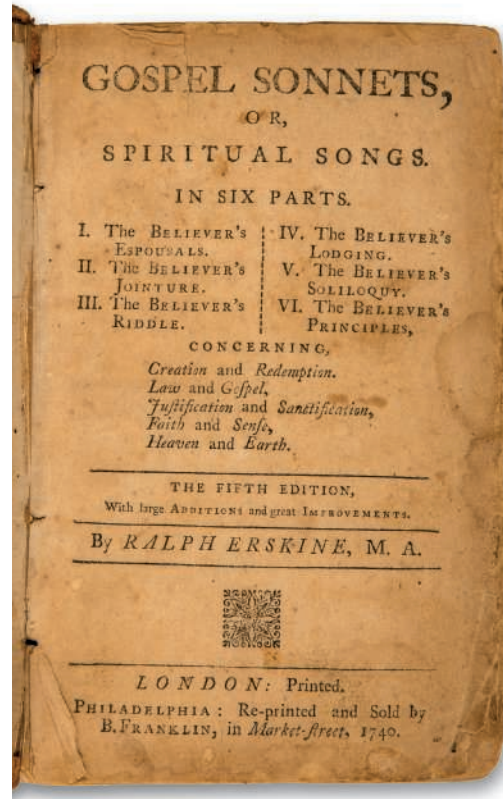 GOSPEL SONNETS,
OR,
SPIRITUAL SONGS.
IN SIX PARTS.
I. The BELIEVER'S
ESPOUSALS.
II. The BELIEVER'S
JOINTURE.
III. The BELIEVER'S
RIDDLE.
IV. The BELIEVER'S
LODGING.
V. The BELIEVER'S
SOLILOQUY.
VI. The BELIEVER'S
PRINCIPLES,
CONCERNING,
Creation and Redemption.
Law and Goſpel,
Juſtification and Sanctification,
Faith and Senſe,
Heaven and Earth.
THE FIFTH EDITION,
With large ADDITIONS and great IMPROVEMENTS.
By RALPH ERSKINE, M. A.
LONDON: Printed.
PHILADELPHIA: Re-printed and Sold by
B. FRANKLIN, in Market-ſtreet, 1740.